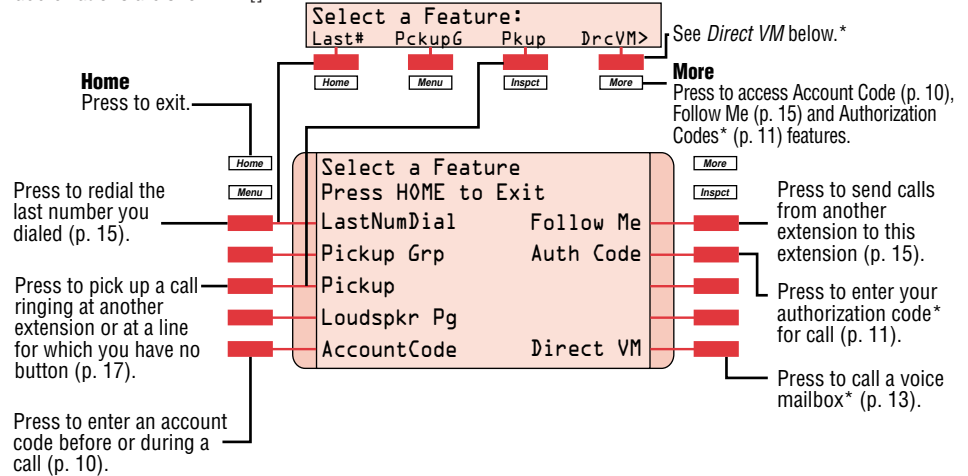 Select a Feature:
Last# PckupG Pkup DrcVM>
See Direct VM below.*
Home Menu Inspct More
Home
Press to exit.
More
Press to access Account Code (p. 10),
Follow Me (p. 15) and Authorization
Codes* (p. 11) features.
Home
Menu
More
Inspct
Select a Feature
Press HOME to Exit
LastNumDial Follow Me
Pickup Grp Auth Code
Pickup
Loudspkr Pg
AccountCode Direct VM
Press to redial the
last number you
dialed (p. 15).
Press to pick up a call
ringing at another
extension or at a line
for which you have no
button (p. 17).
Press to enter an account
code before or during a
call (p. 10).
Press to send calls
from another
extension to this
extension (p. 15).
Press to enter your
authorization code*
for call (p. 11).
Press to call a voice
mailbox* (p. 13).